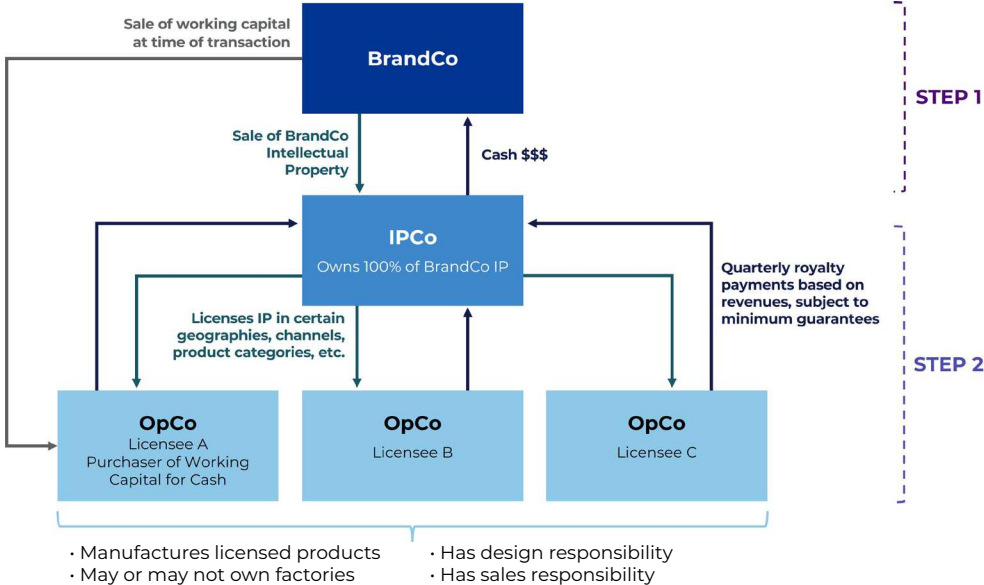 Sale of working capital
at time of transaction
BrandCo
STEP 1
Sale of BrandCo
Intellectual
Property
Cash $$$
IPCo
Owns 100% of BrandCo IP
Quarterly royalty
payments based on
revenues, subject to
minimum guarantees
Licenses IP in certain
geographies, channels,
product categories, etc.
STEP 2
OpCo
Licensee A
Purchaser of Working
Capital for Cash
OpCo
Licensee B
OpCo
Licensee C
• Manufactures licensed products
• May or may not own factories
• Has design responsibility
• Has sales responsibility